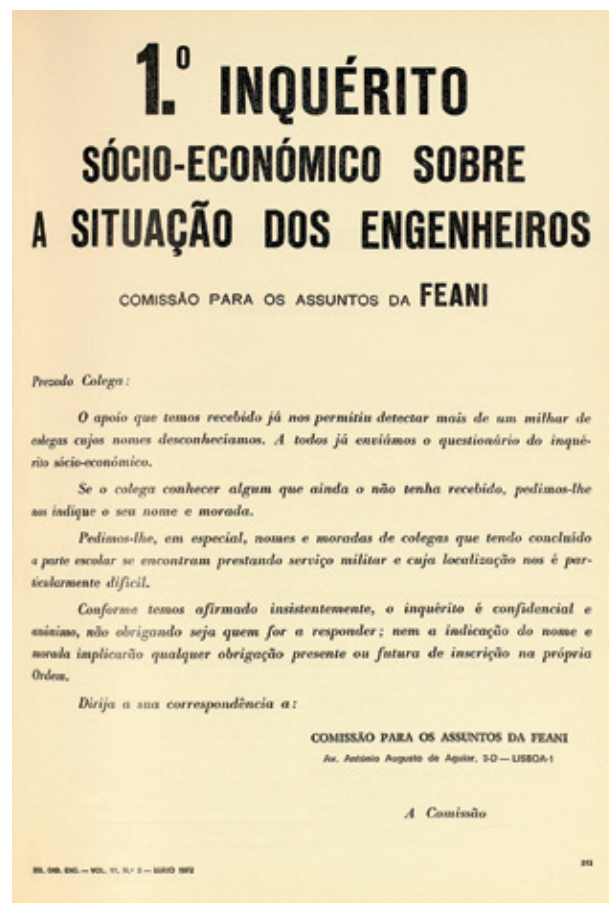 1.º INQUÉRITO
SÓCIO-ECONÓMICO SOBRE
A SITUAÇÃO DOS ENGENHEIROS
COMISSÃO PARA OS ASSUNTOS DA FEANI
Prezado Colega:
O apoio que temos recebido já nos permitiu detectar mais de um milhar de
colegas cujos nomes desconhecíamos. A todos já enviámos o questionário do inqué-
rito sócio-económico.
Se o colega conhecer algum que ainda o não tenha recebido, pedimos-lhe
nos indique o seu nome e morada.
Pedimos-lhe, em especial, nomes e moradas de colegas que tendo concluído
a parte escolar se encontram prestando serviço militar e cuja localização nos é par-
ticularmente difícil.
Conforme temos afirmado insistentemente, o inquérito é confidencial e
anónimo, não obrigando seja quem for a responder; nem a indicação do nome e
morada implicarão qualquer obrigação presente ou futura de inscrição na própria
Ordem.
Dirija a sua correspondência a:
COMISSÃO PARA OS ASSUNTOS DA FEANI
Av. António Augusto de Aguiar, 3-D — LISBOA-1
A Comissão
ENG. — VOL.